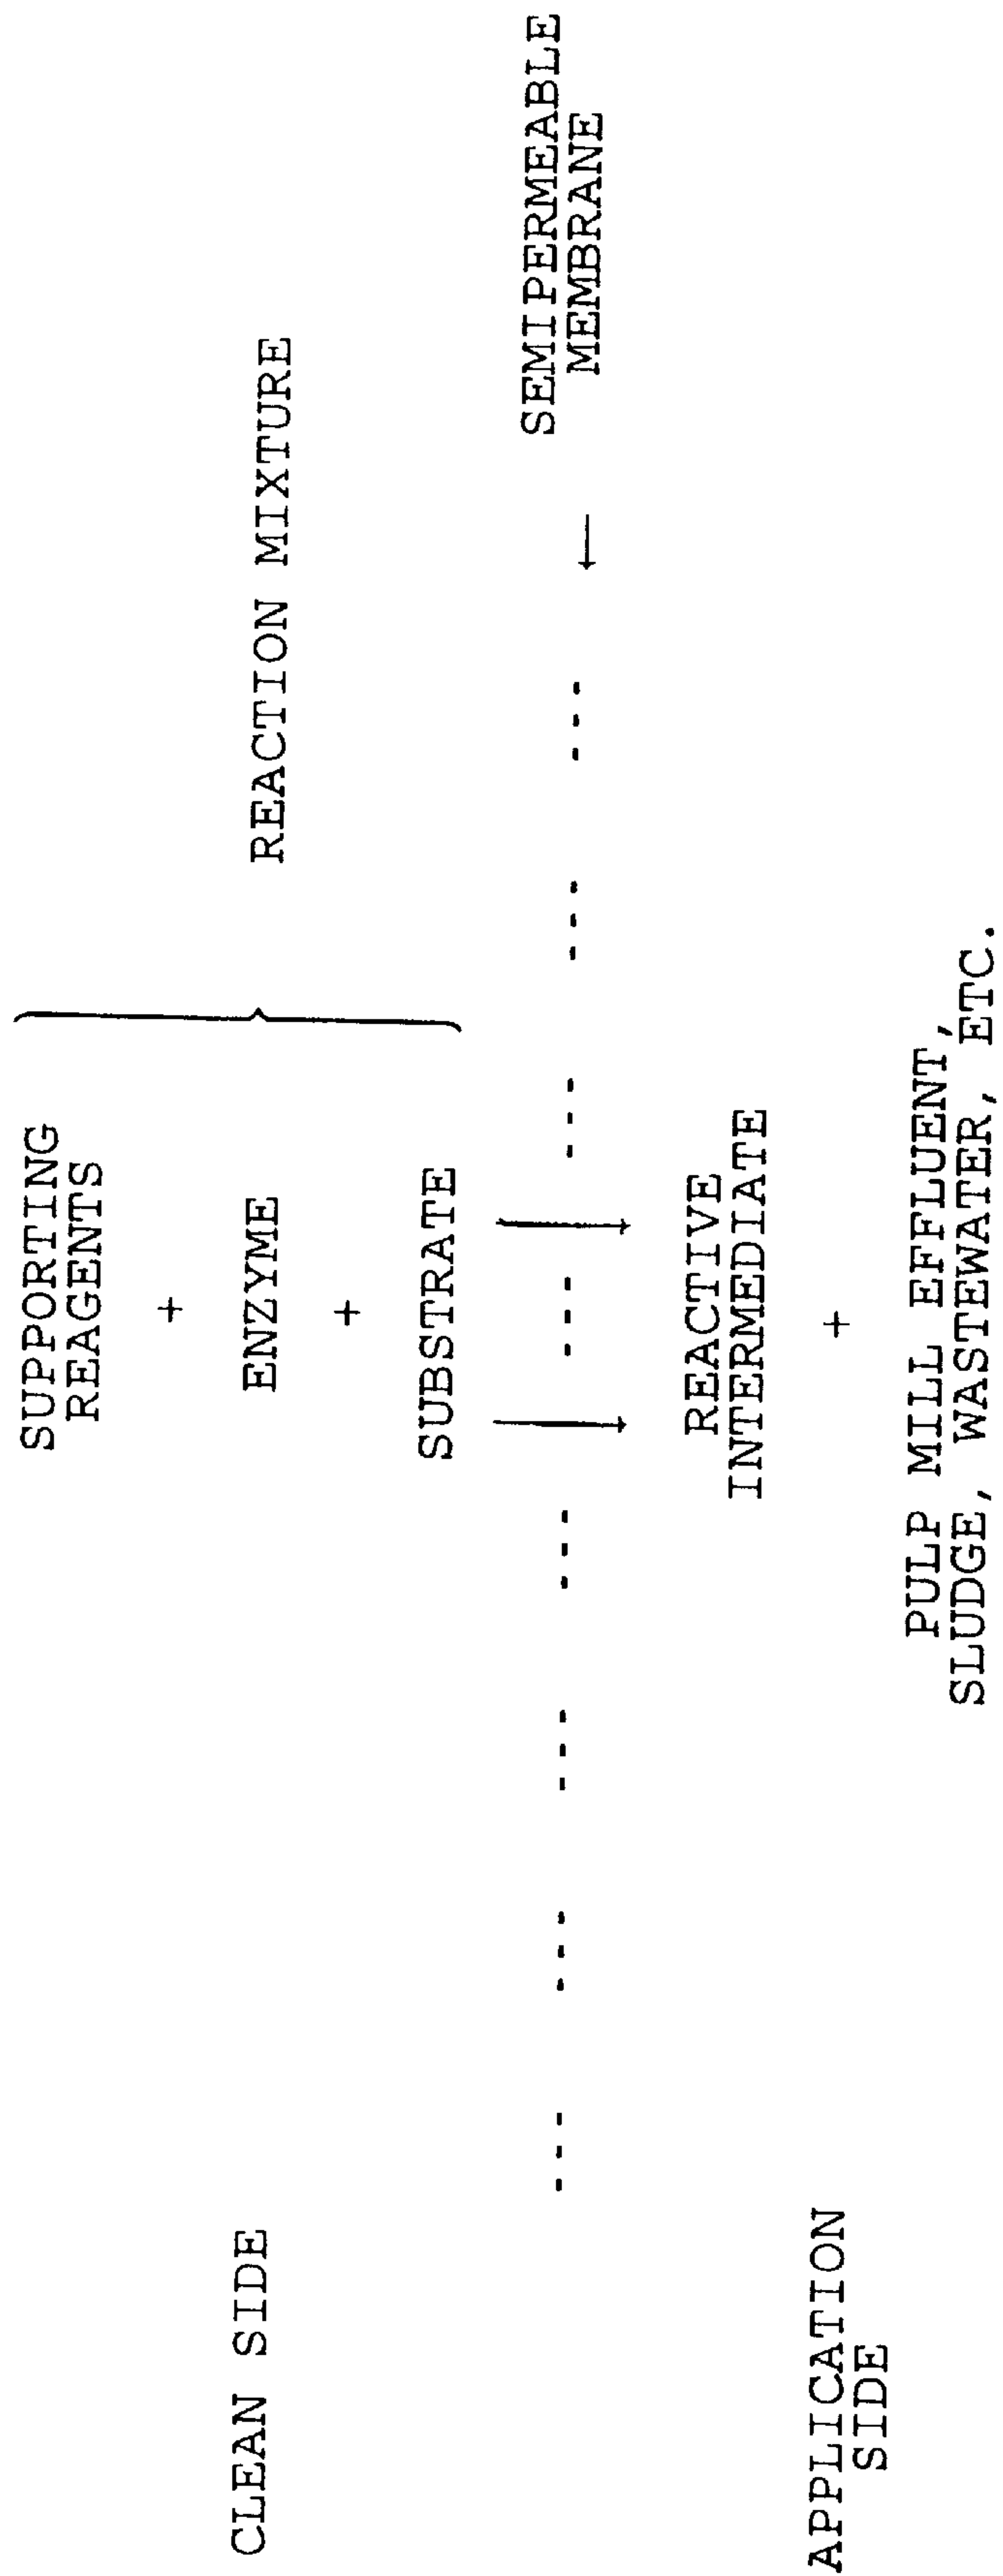 SUPPORTING
REAGENTS
+
ENZYME
+
SUBSTRATE
REACTION MIXTURE
CLEAN SIDE
SEMIPERMEABLE
MEMBRANE
APPLICATION
SIDE
REACTIVE
INTERMEDIATE
+
PULP MILL EFFLUENT,
SLUDGE, WASTEWATER, ETC.